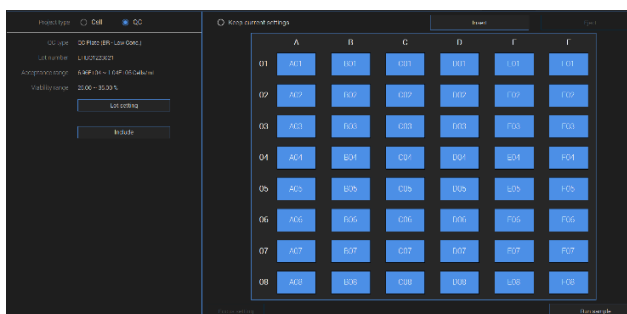 Project type Cell QC
QC type QC Plate (ER - Low Conc.)
Lot number
Acceptance range
Viability range
Lot setting
Include
Keep current settings Insert Eject
A B C D E F
01 A01 B01 C01 D01 E01 F01
02 A02 B02 C02 D02 E02 F02
03 A03 B03 C03 D03 E03 F03
04 A04 B04 C04 D04 E04 F04
05 A05 B05 C05 D05 E05 F05
06 A06 B06 C06 D06 E06 F06
07 A07 B07 C07 D07 E07 F07
08 A08 B08 C08 D08 E08 F08
Run sample